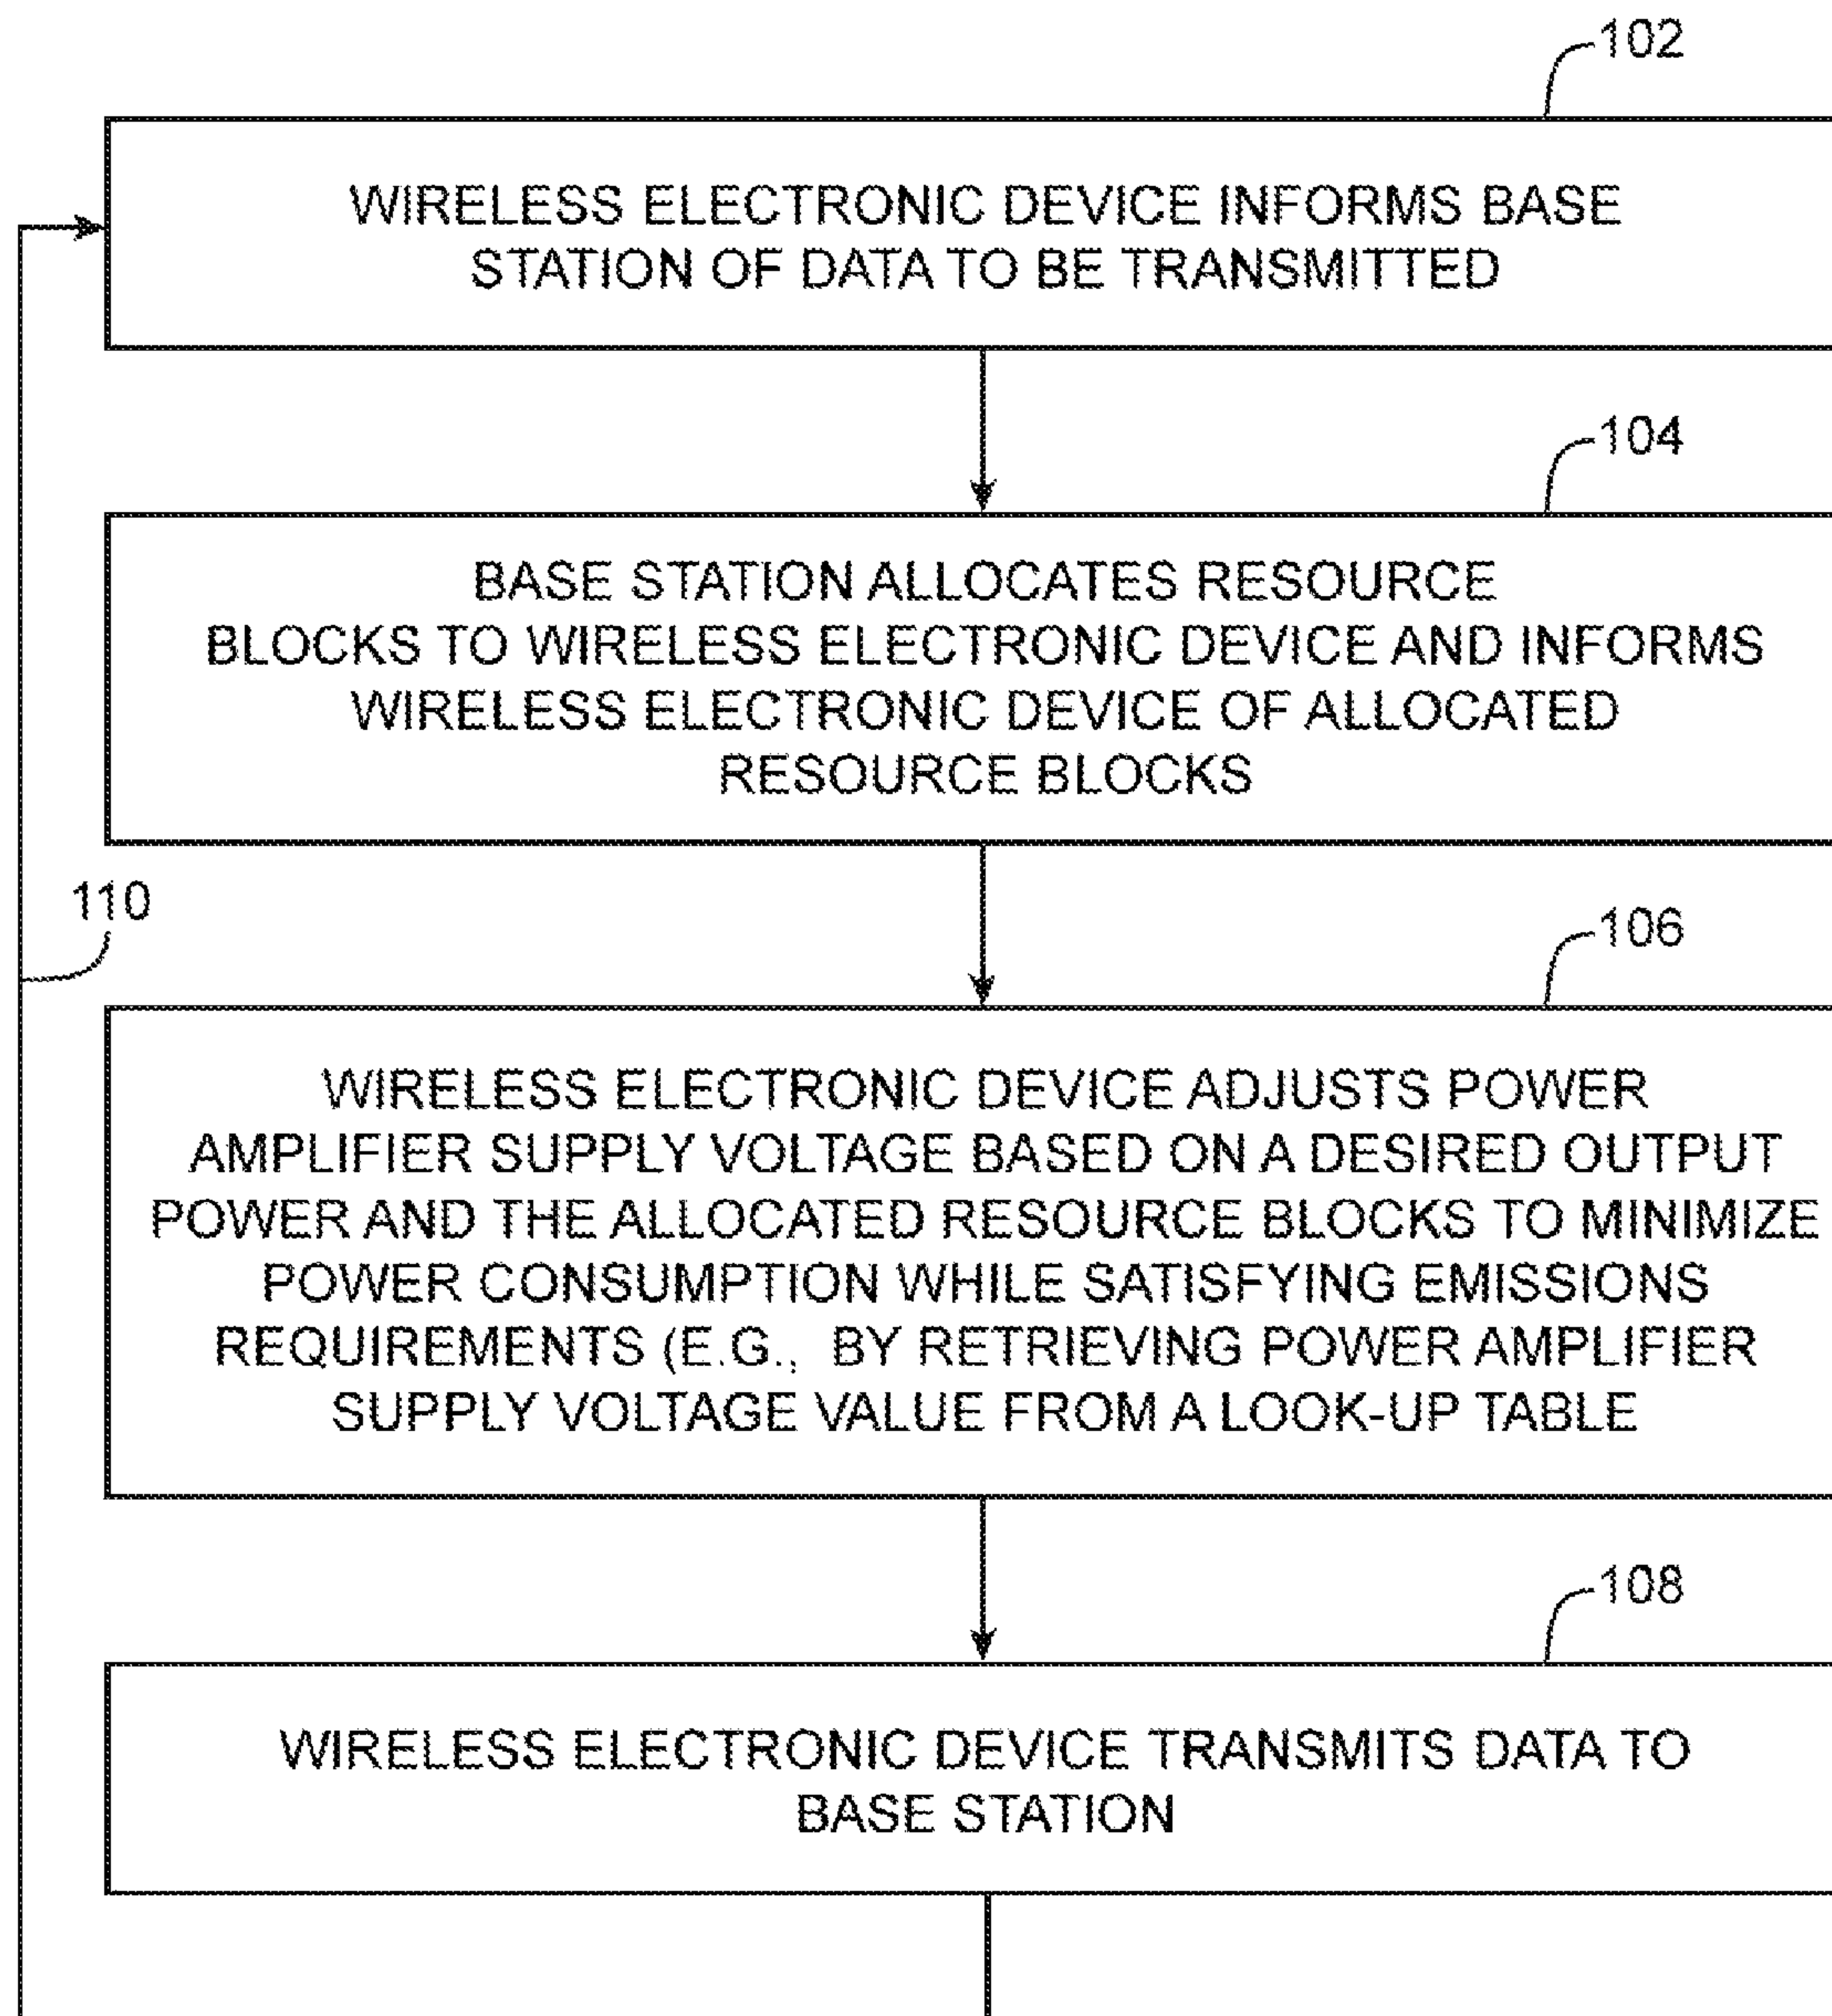 102
WIRELESS ELECTRONIC DEVICE INFORMS BASE
STATION OF DATA TO BE TRANSMITTED
104
BASE STATION ALLOCATES RESOURCE
BLOCKS TO WIRELESS ELECTRONIC DEVICE AND INFORMS
WIRELESS ELECTRONIC DEVICE OF ALLOCATED
RESOURCE BLOCKS
110
106
WIRELESS ELECTRONIC DEVICE ADJUSTS POWER
AMPLIFIER SUPPLY VOLTAGE BASED ON A DESIRED OUTPUT
POWER AND THE ALLOCATED RESOURCE BLOCKS TO MINIMIZE
POWER CONSUMPTION WHILE SATISFYING EMISSIONS
REQUIREMENTS (E.G., BY RETRIEVING POWER AMPLIFIER
SUPPLY VOLTAGE VALUE FROM A LOOK-UP TABLE
108
WIRELESS ELECTRONIC DEVICE TRANSMITS DATA TO
BASE STATION